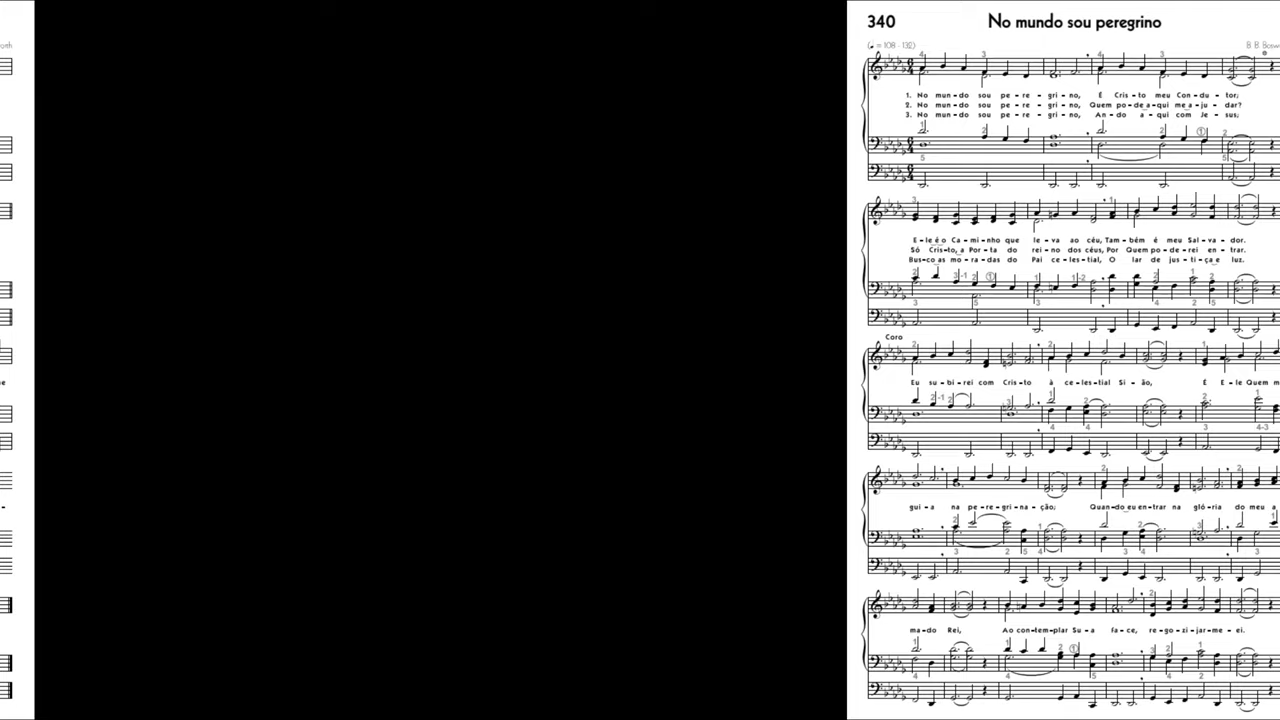 340 No mundo sou peregrino
(♩. = 108 - 132)
1. No mun-do sou pe-re-gri-no, É Cris-to meu Con-du-tor;
2. No mun-do sou pe-re-gri-no, Quem po-de a-qui me a-ju-dar?
3. No mun-do sou pe-re-gri-no, An-do a-qui com Je-sus;
E-le é o Ca-mi-nho que le-va ao céu, Tam-bém é meu Sal-va-dor.
Só Cris-to, a Por-ta do rei-no dos céus, Por Quem po-de-rei en-trar.
Bus-co as mo-ra-das do Pai ce-les-tial, O lar de jus-ti-ça e luz.
Coro
Eu su-bi-rei com Cris-to à ce-les-tial Si-ão, É E-le Quem m
gui-a na pe-re-gri-na-ção; Quan-do eu en-trar na gló-ria do meu a
ma-do Rei, Ao con-tem-plar Su-a fa-ce, re-go-zi-jar-me-ei.